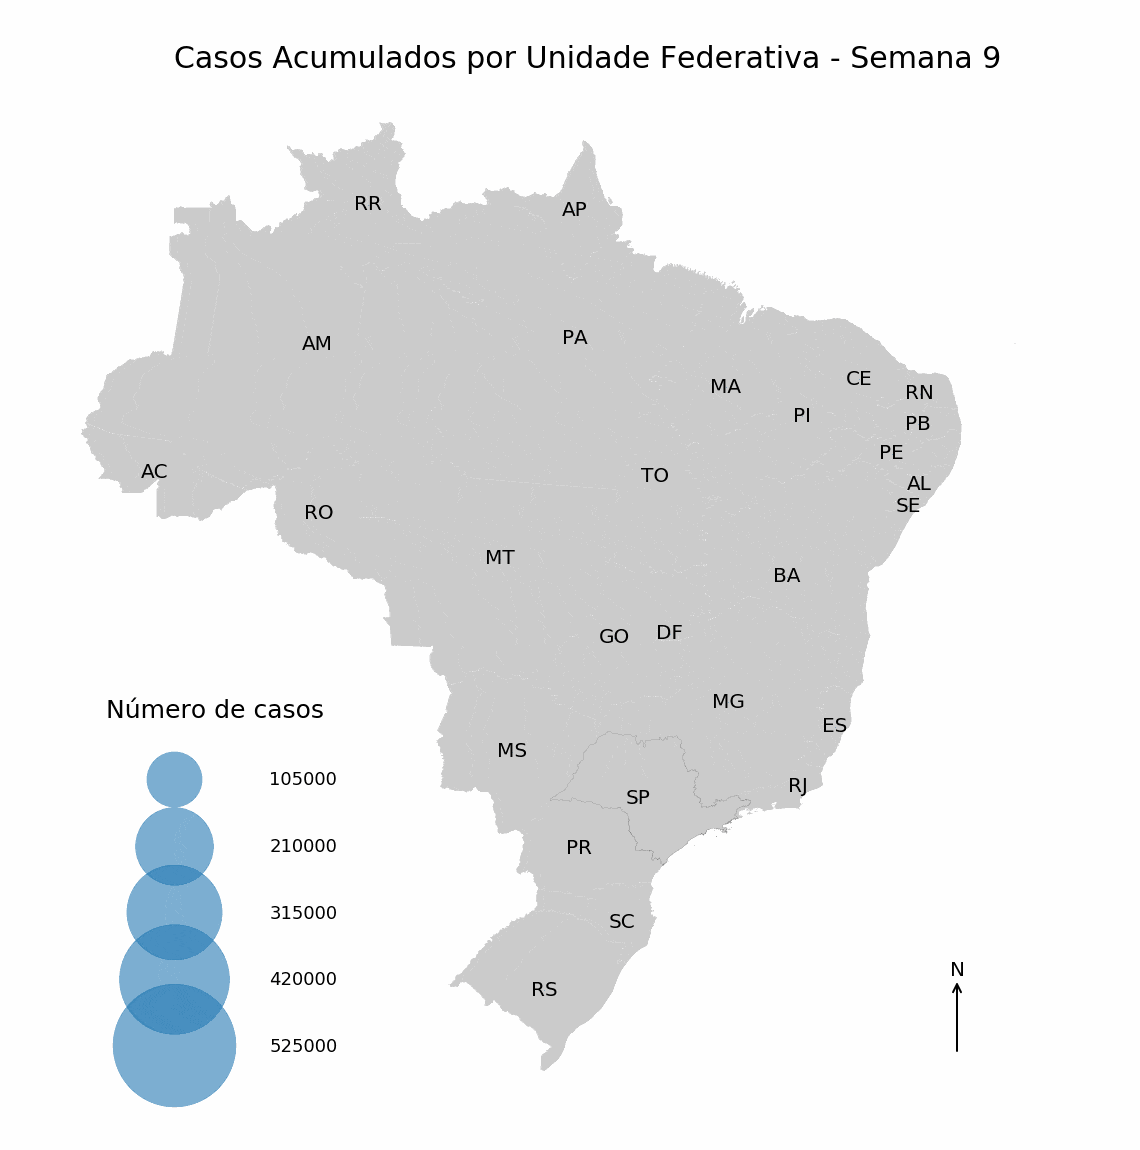 Casos Acumulados por Unidade Federativa - Semana 9
RR
AP
AM
PA
MA
CE
RN
PI
PB
PE
AC
TO
AL
SE
RO
MT
BA
GO
DF
MG
Número de casos
ES
MS
105000
RJ
SP
210000
PR
315000
SC
420000
N
RS
525000